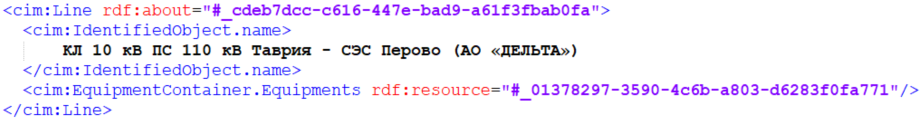 <cim:Line rdf:about="#_cdeb7dcc-c616-447e-bad9-a61f3fbab0fa">
<cim:IdentifiedObject.name>
КЛ 10 кВ ПС 110 кВ Таврия - СЭС Перово (АО «ДЕЛЬТА»)
</cim:IdentifiedObject.name>
<cim:EquipmentContainer.Equipments rdf:resource="#_01378297-3590-4c6b-a803-d6283f0fa771"/>
</cim:Line>